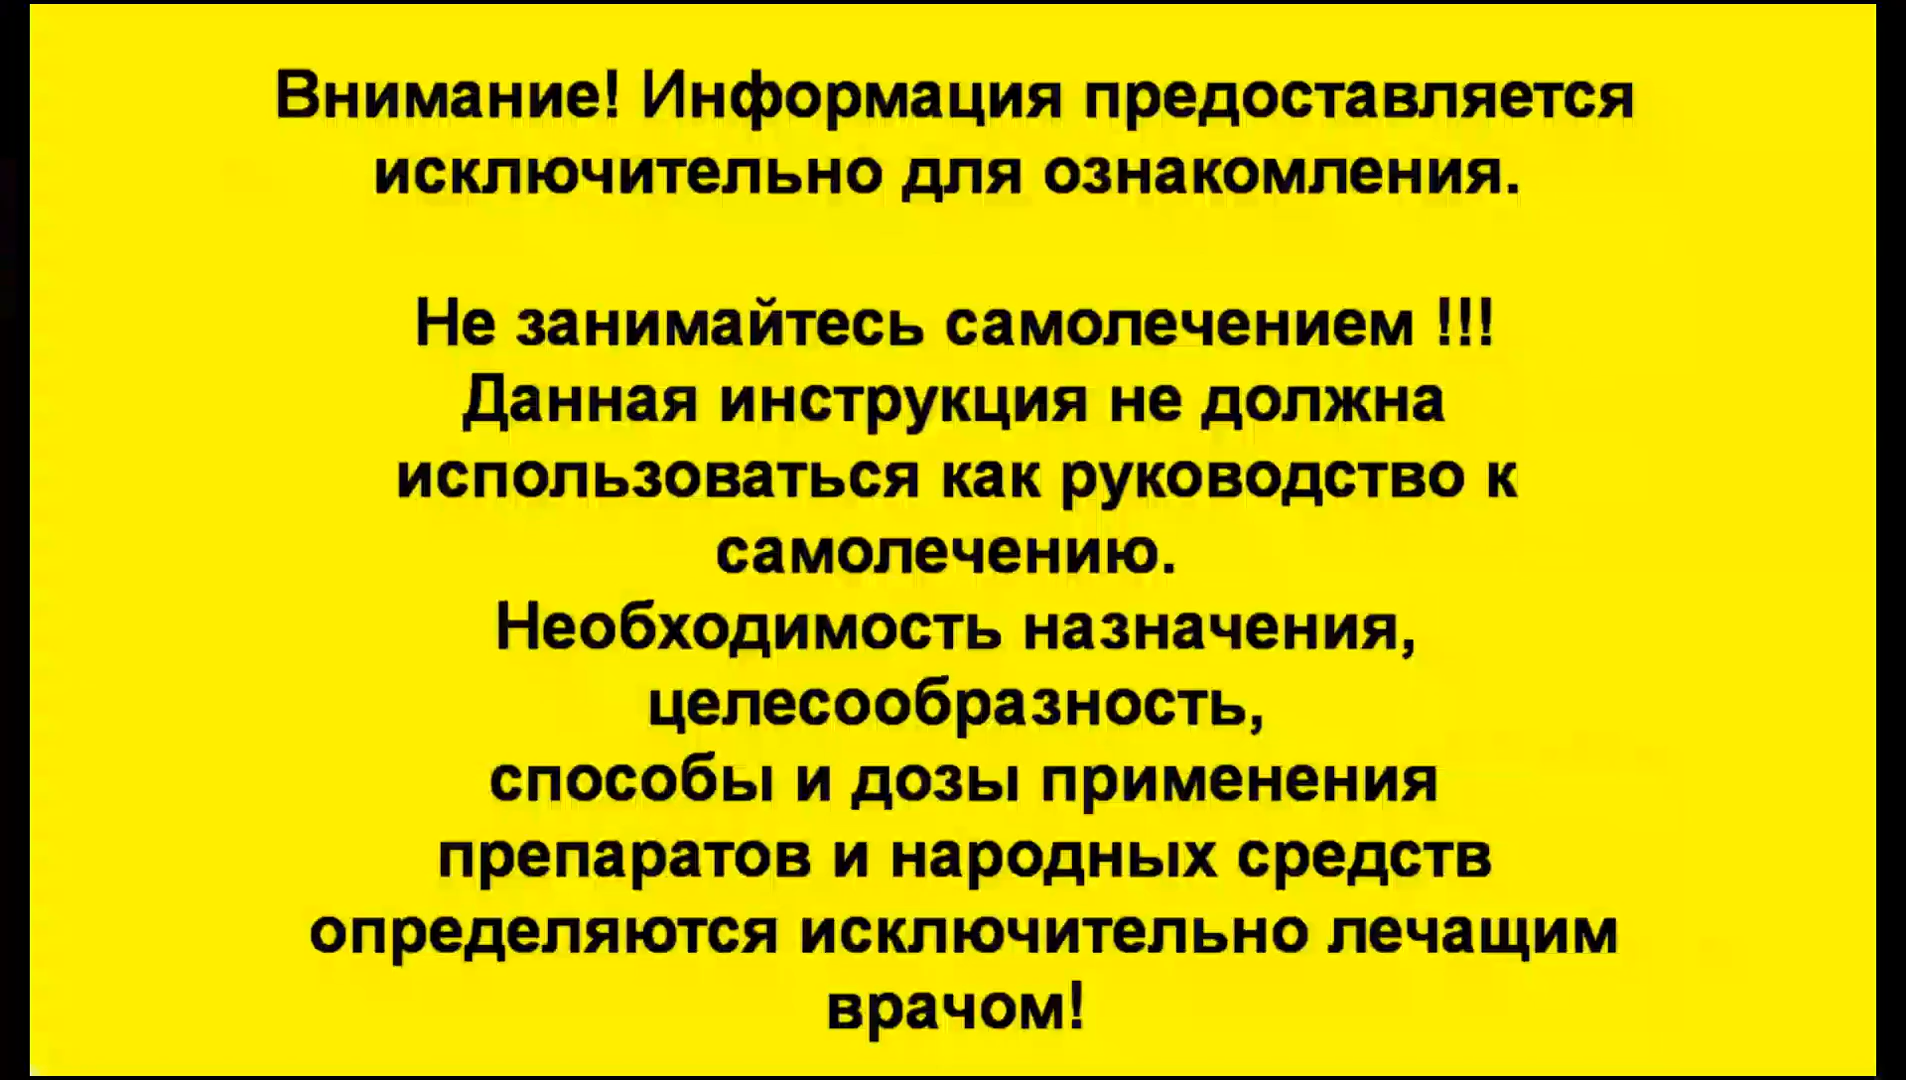 Внимание! Информация предоставляется
исключительно для ознакомления.
Не занимайтесь самолечением !!!
Данная инструкция не должна
использоваться как руководство к
самолечению.
Необходимость назначения,
целесообразность,
способы и дозы применения
препаратов и народных средств
определяются исключительно лечащим
врачом!